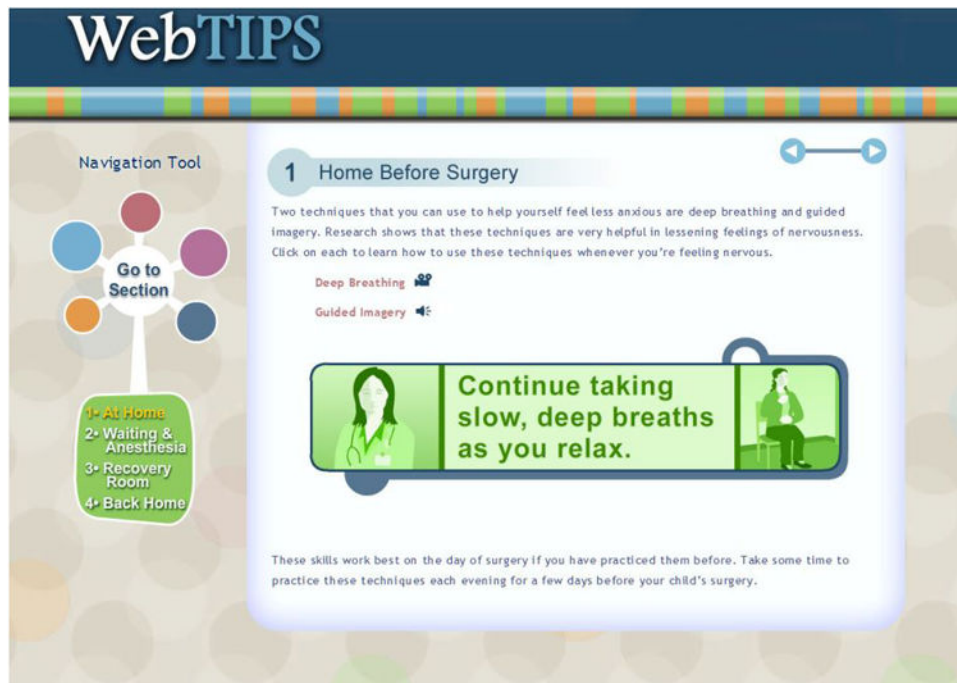 WebTIPS
Navigation Tool
Go to
Section
1• At Home
2• Waiting &
Anesthesia
3• Recovery
Room
4• Back Home
1 Home Before Surgery
Two techniques that you can use to help yourself feel less anxious are deep breathing and guided
imagery. Research shows that these techniques are very helpful in lessening feelings of nervousness.
Click on each to learn how to use these techniques whenever you're feeling nervous.
Deep Breathing
Guided Imagery
Continue taking
slow, deep breaths
as you relax.
These skills work best on the day of surgery if you have practiced them before. Take some time to
practice these techniques each evening for a few days before your child's surgery.